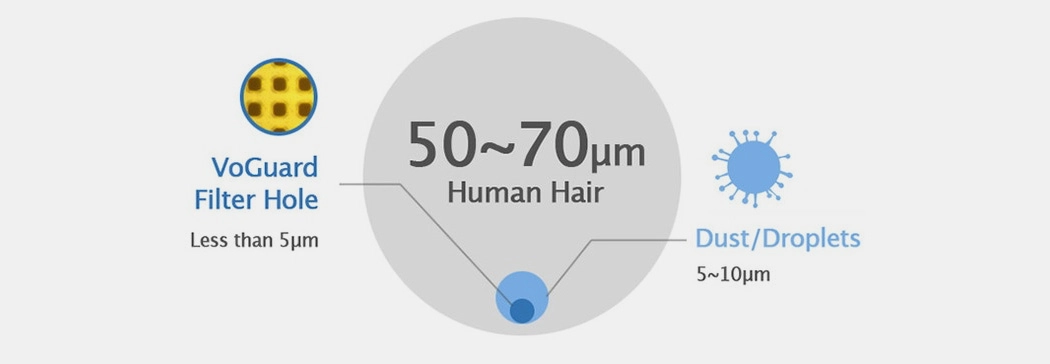 VoGuard
Filter Hole
Less than 5μm
50~70μm
Human Hair
Dust/Droplets
5~10μm